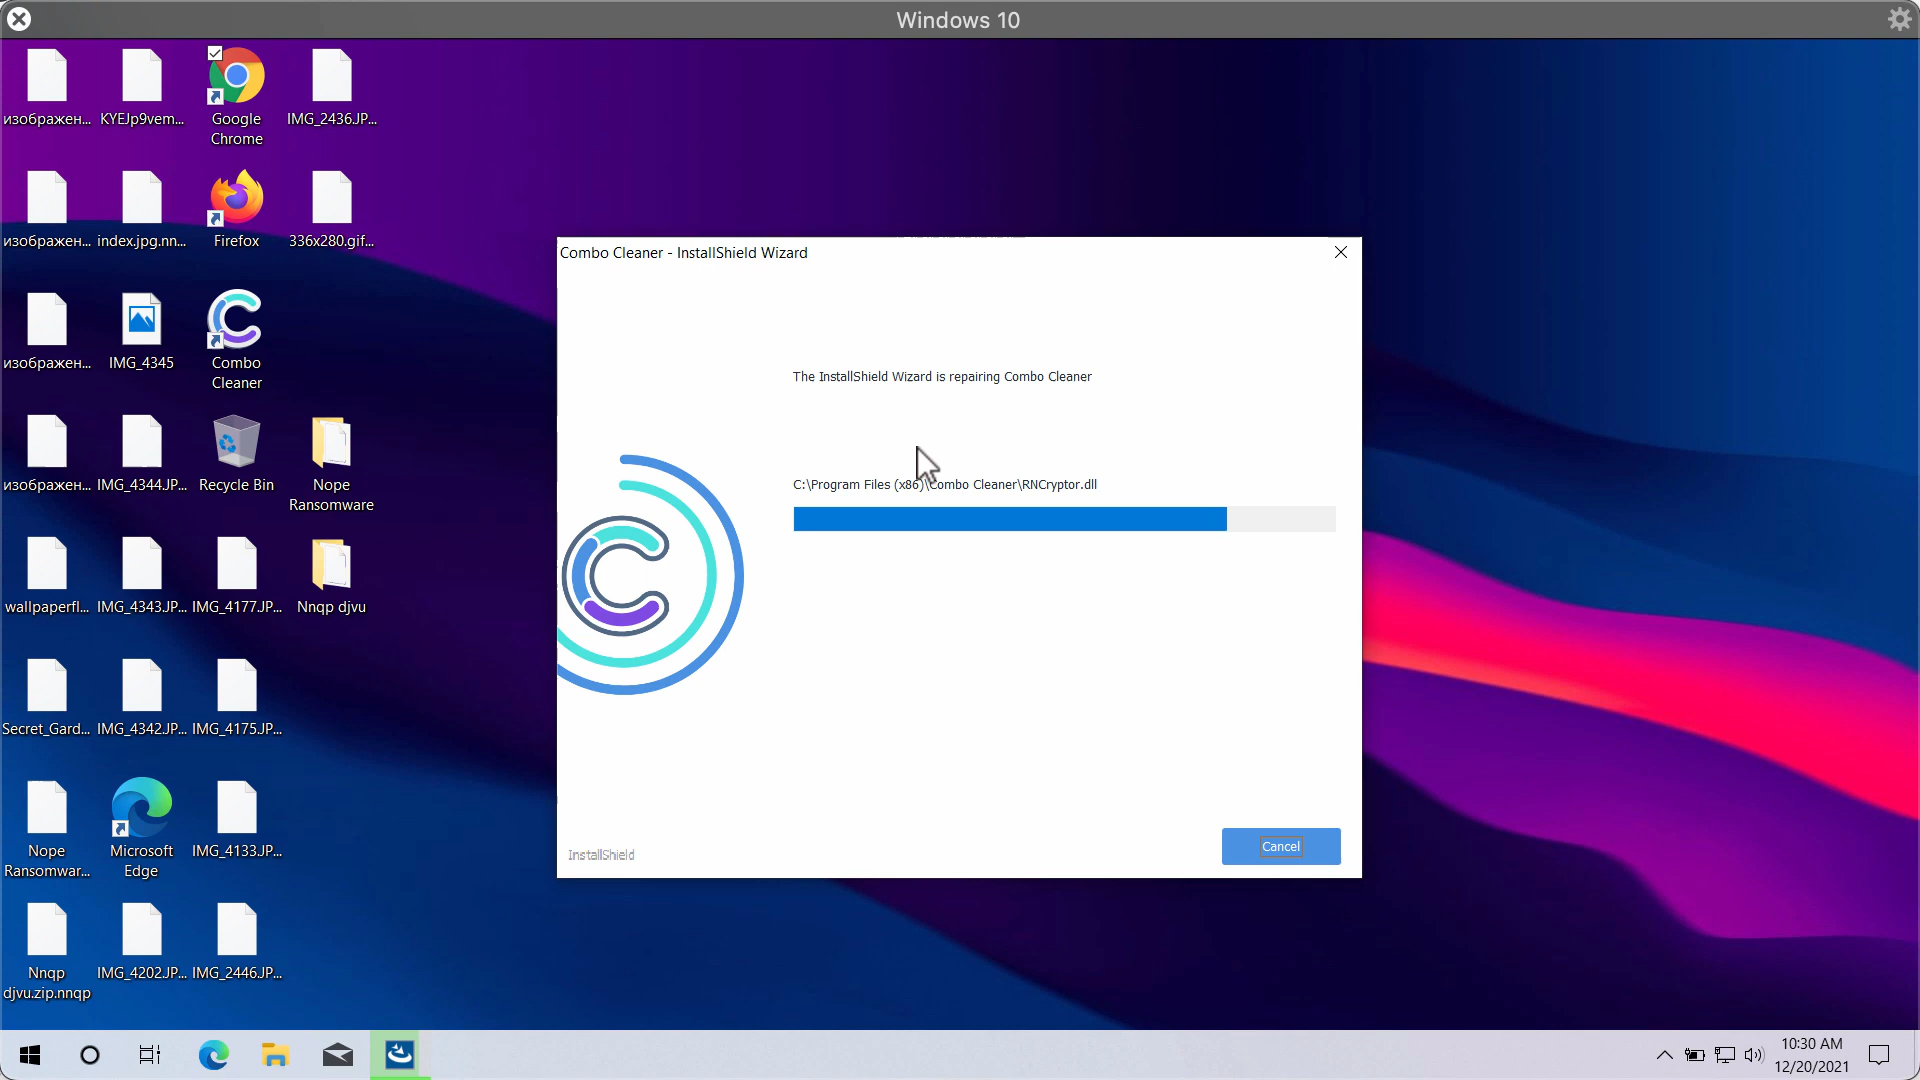 Windows 10
изображен...
KYEJp9vem...
Google
Chrome
IMG_2436.JP...
изображен...
index.jpg.nn...
Firefox
336x280.gif...
изображен...
IMG_4345
Combo
Cleaner
изображен...
IMG_4344.JP...
Recycle Bin
Nope
Ransomware
wallpaperfl...
IMG_4343.JP...
IMG_4177.JP...
Nnqp djvu
Secret_Gard...
IMG_4342.JP...
IMG_4175.JP...
Nope
Ransomwar...
Microsoft
Edge
IMG_4133.JP...
Nnqp
djvu.zip.nnqp
IMG_4202.JP...
IMG_2446.JP...
Combo Cleaner - InstallShield Wizard
The InstallShield Wizard is repairing Combo Cleaner
C:\Program Files (x86)\Combo Cleaner\RNCryptor.dll
InstallShield
Cancel
10:30 AM
12/20/2021